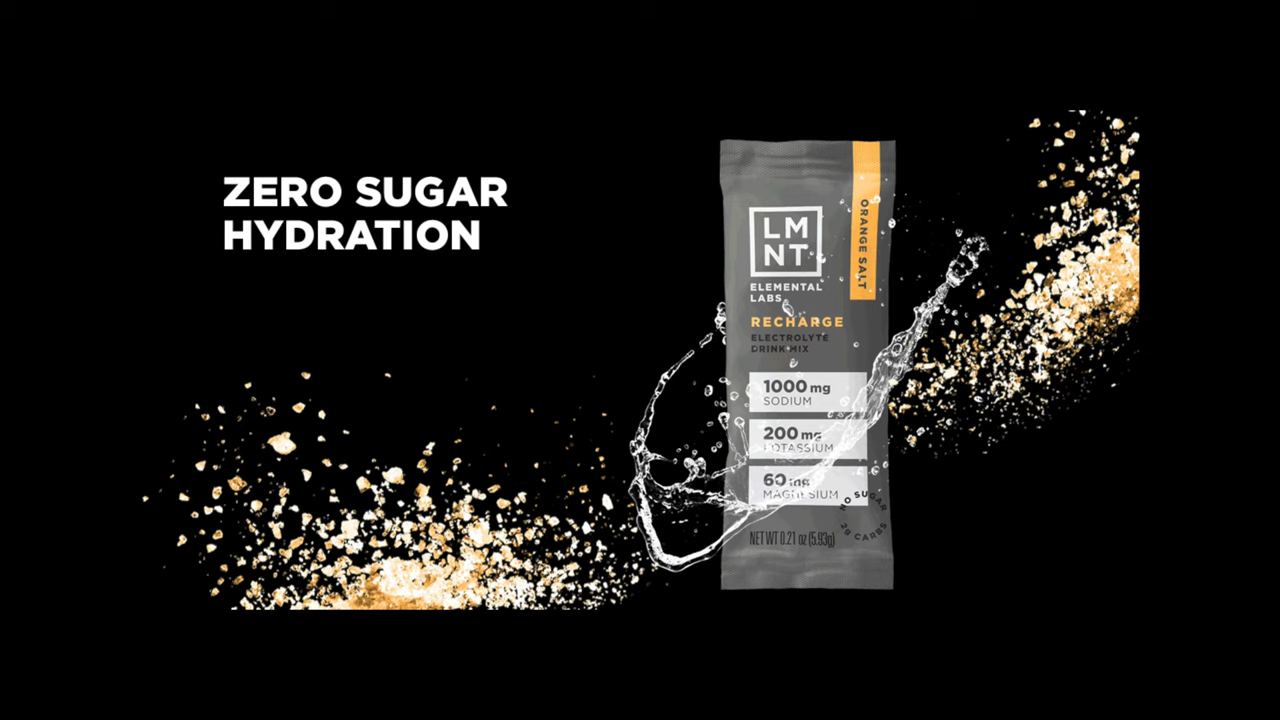 ZERO SUGAR
HYDRATION
LM
NT
ORANGE SALT
ELEMENTAL
LABS
RECHARGE
ELECTROLYTE
DRINK MIX
1000 mg
SODIUM
200 mg
POTASSIUM
60 mg
MAGNESIUM
NO SUGAR
2g CARBS
NET WT 0.21 oz (5.93g)